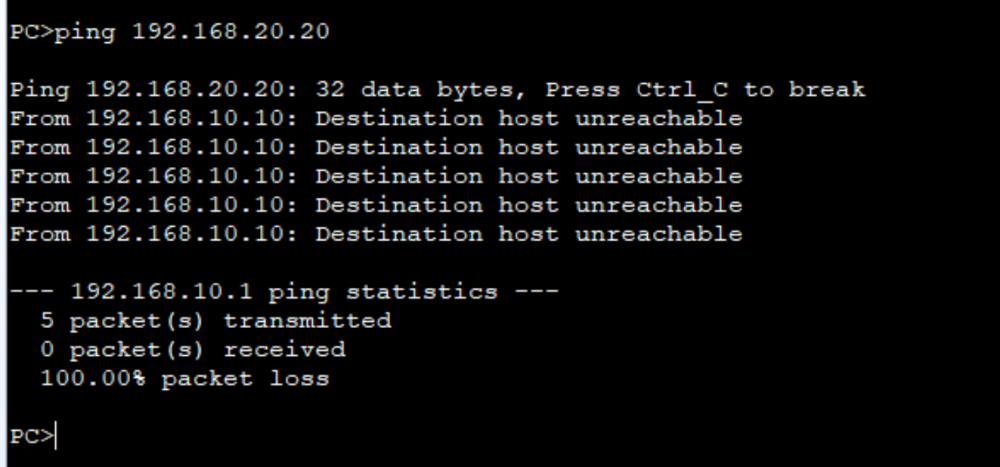 PC>ping 192.168.20.20
Ping 192.168.20.20: 32 data bytes, Press Ctrl_C to break
From 192.168.10.10: Destination host unreachable
From 192.168.10.10: Destination host unreachable
From 192.168.10.10: Destination host unreachable
From 192.168.10.10: Destination host unreachable
From 192.168.10.10: Destination host unreachable
--- 192.168.10.1 ping statistics ---
5 packet(s) transmitted
0 packet(s) received
100.00% packet loss
PC>